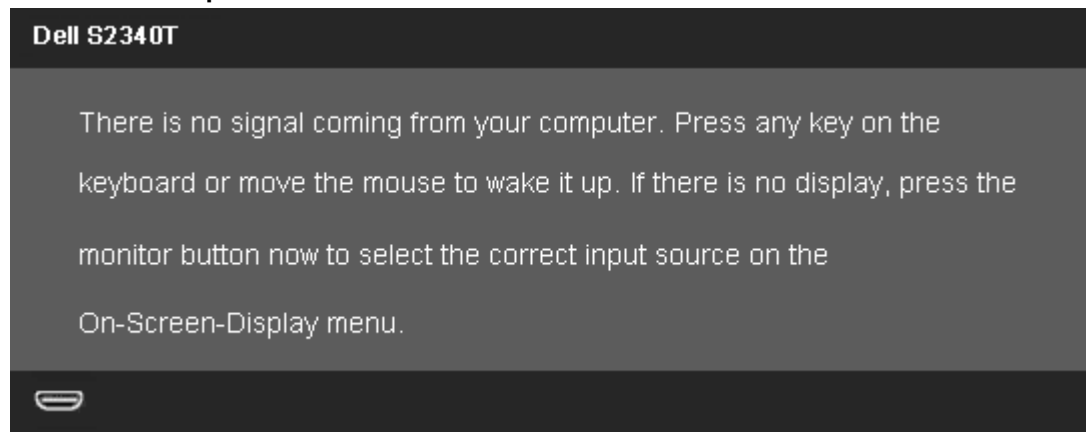 Dell S2340T
There is no signal coming from your computer. Press any key on the
keyboard or move the mouse to wake it up. If there is no display, press the
monitor button now to select the correct input source on the
On-Screen-Display menu.